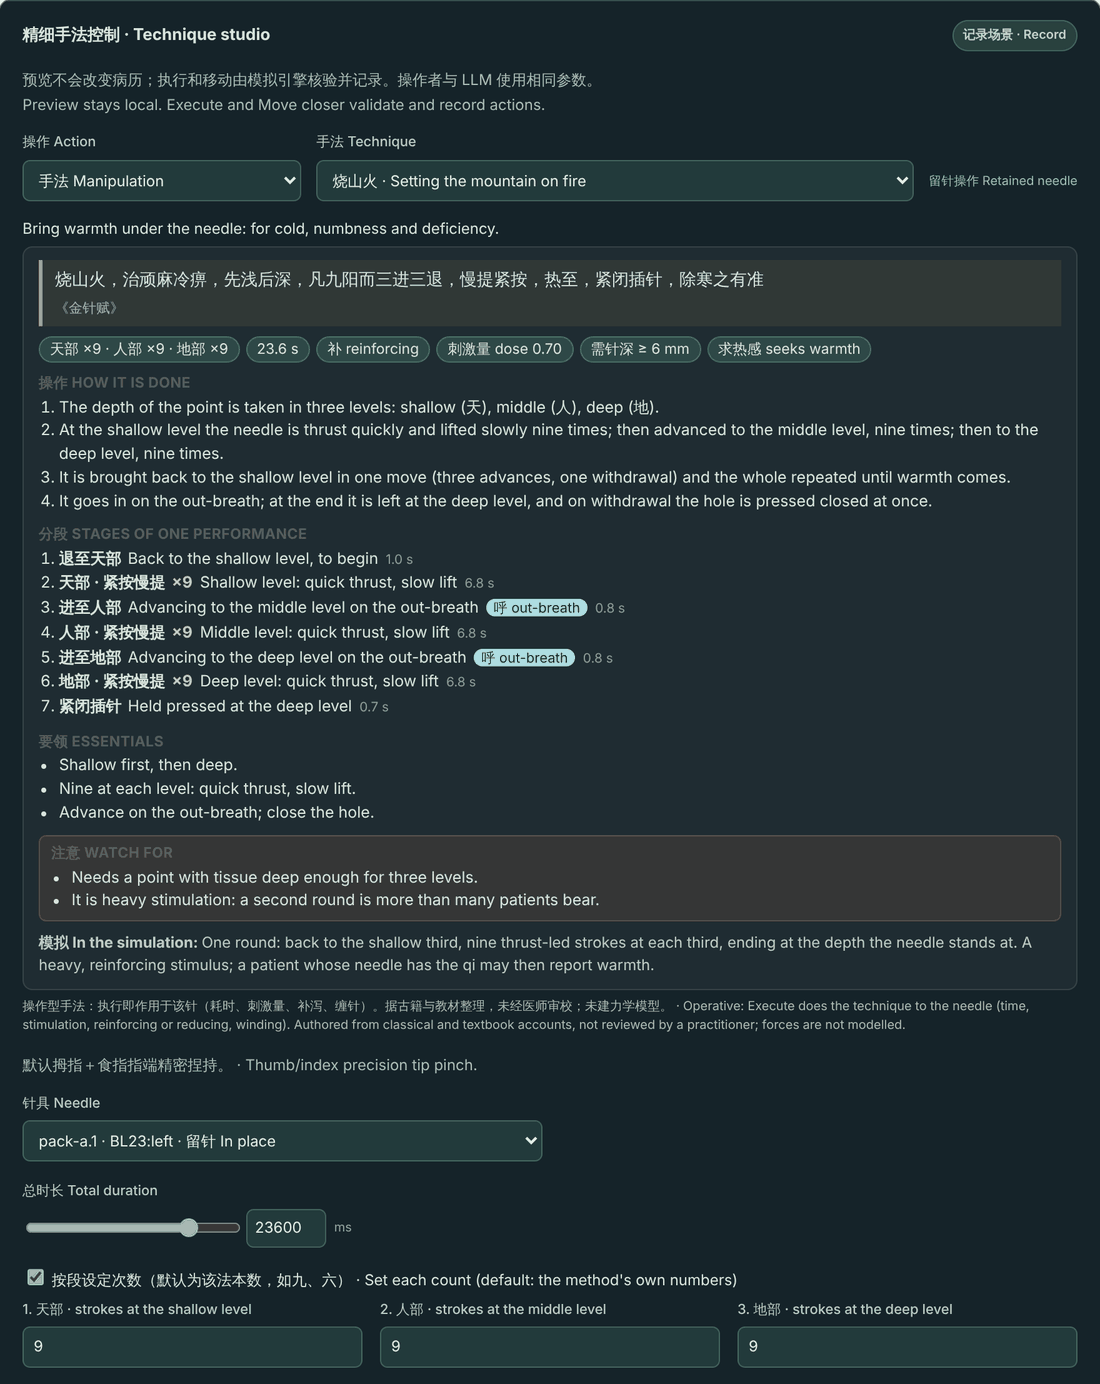 精细手法控制 · Technique studio
记录场景 · Record
预览不会改变病历；执行和移动由模拟引擎核验并记录。操作者与 LLM 使用相同参数。
Preview stays local. Execute and Move closer validate and record actions.
操作 Action
手法 Technique
手法 Manipulation
烧山火 · Setting the mountain on fire
留针操作 Retained needle
Bring warmth under the needle: for cold, numbness and deficiency.
烧山火，治顽麻冷痹，先浅后深，凡九阳而三进三退，慢提紧按，热至，紧闭插针，除寒之有准
《金针赋》
天部 ×9 · 人部 ×9 · 地部 ×9
23.6 s
补 reinforcing
刺激量 dose 0.70
需针深 ≥ 6 mm
求热感 seeks warmth
操作 HOW IT IS DONE
1. The depth of the point is taken in three levels: shallow (天), middle (人), deep (地).
2. At the shallow level the needle is thrust quickly and lifted slowly nine times; then advanced to the middle level, nine times; then to the
deep level, nine times.
3. It is brought back to the shallow level in one move (three advances, one withdrawal) and the whole repeated until warmth comes.
4. It goes in on the out-breath; at the end it is left at the deep level, and on withdrawal the hole is pressed closed at once.
分段 STAGES OF ONE PERFORMANCE
1. 退至天部 Back to the shallow level, to begin 1.0 s
2. 天部 · 紧按慢提 ×9 Shallow level: quick thrust, slow lift 6.8 s
3. 进至人部 Advancing to the middle level on the out-breath 呼 out-breath 0.8 s
4. 人部 · 紧按慢提 ×9 Middle level: quick thrust, slow lift 6.8 s
5. 进至地部 Advancing to the deep level on the out-breath 呼 out-breath 0.8 s
6. 地部 · 紧按慢提 ×9 Deep level: quick thrust, slow lift 6.8 s
7. 紧闭插针 Held pressed at the deep level 0.7 s
要领 ESSENTIALS
• Shallow first, then deep.
• Nine at each level: quick thrust, slow lift.
• Advance on the out-breath; close the hole.
注意 WATCH FOR
• Needs a point with tissue deep enough for three levels.
• It is heavy stimulation: a second round is more than many patients bear.
模拟 In the simulation: One round: back to the shallow third, nine thrust-led strokes at each third, ending at the depth the needle stands at. A
heavy, reinforcing stimulus; a patient whose needle has the qi may then report warmth.
操作型手法：执行即作用于该针（耗时、刺激量、补泻、缠针）。据古籍与教材整理，未经医师审校；未建力学模型。 · Operative: Execute does the technique to the needle (time,
stimulation, reinforcing or reducing, winding). Authored from classical and textbook accounts, not reviewed by a practitioner; forces are not modelled.
默认拇指＋食指指端精密捏持。 · Thumb/index precision tip pinch.
针具 Needle
pack-a.1 · BL23:left · 留针 In place
总时长 Total duration
23600 ms
按段设定次数（默认为该法本数，如九、六） · Set each count (default: the method's own numbers)
1. 天部 · strokes at the shallow level
2. 人部 · strokes at the middle level
3. 地部 · strokes at the deep level
9
9
9